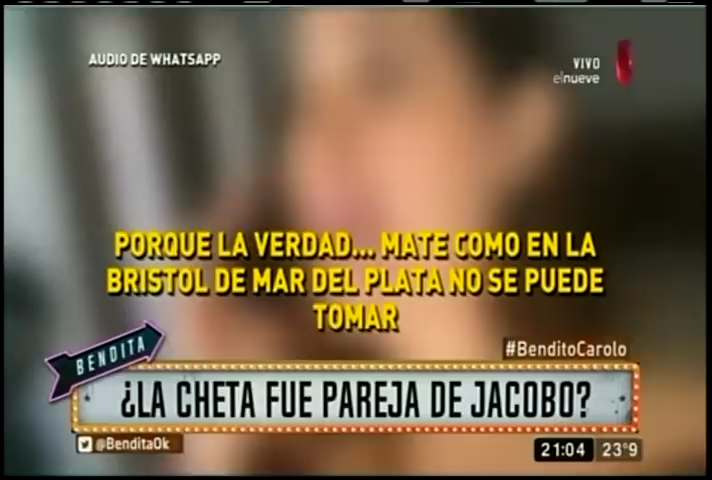 AUDIO DE WHATSAPP
VIVO
elnueve
PORQUE LA VERDAD... MATE COMO EN LA
BRISTOL DE MAR DEL PLATA NO SE PUEDE
TOMAR
#BenditoCarolo
BENDITA
¿LA CHETA FUE PAREJA DE JACOBO?
@BenditaOk
21:04 23°9